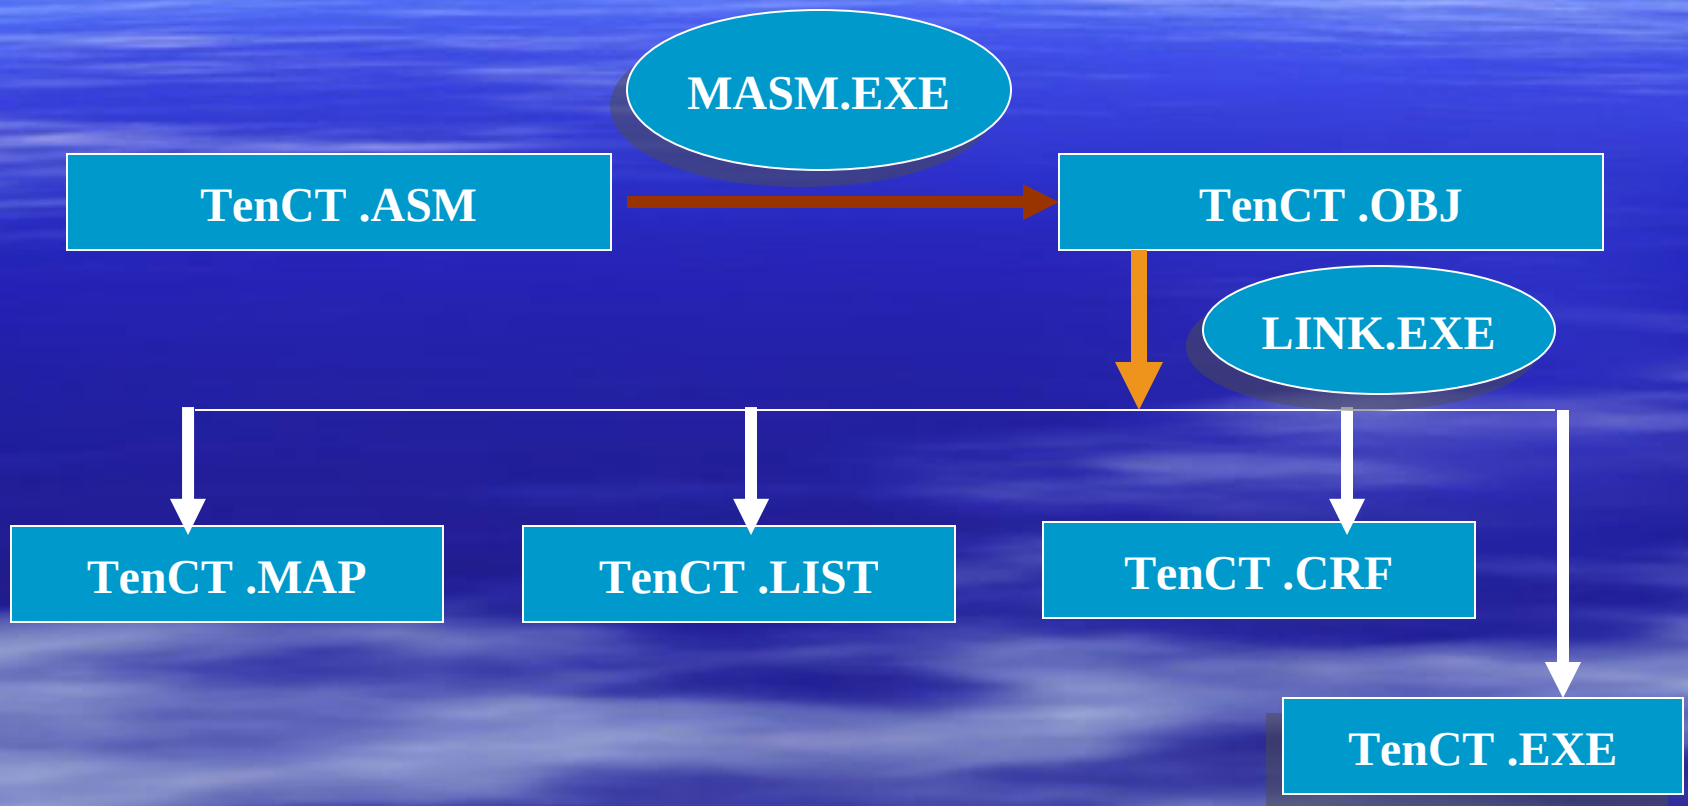 MASM.EXE
TenCT .ASM
TenCT .OBJ
LINK.EXE
TenCT .MAP
TenCT .LIST
TenCT .CRF
TenCT .EXE